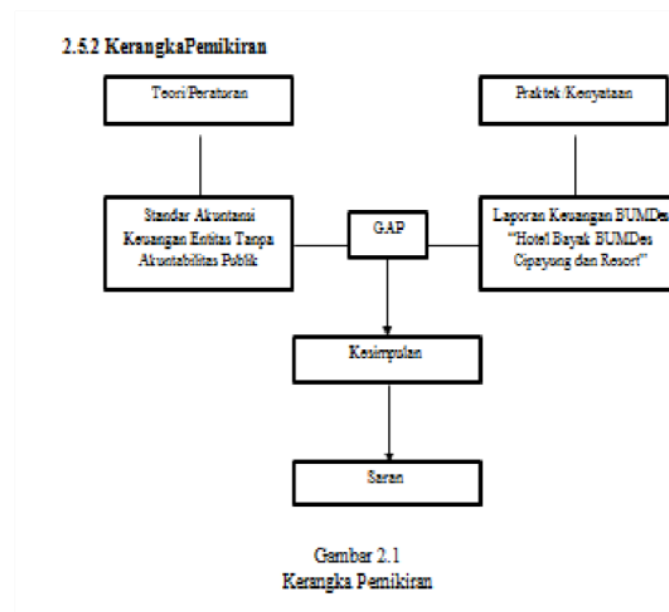 2.5.2 KerangkaPemikiran
Teori/Peraturan
Praktek/Kenyataan
Standar Akuntansi
Keuangan Entitas Tanpa
Akuntabilitas Publik
GAP
Laporan Keuangan BUMDes
“Hotel Bayak BUMDes
Cipayung dan Resort”
Kesimpulan
Saran
Gambar 2.1
Kerangka Pemikiran